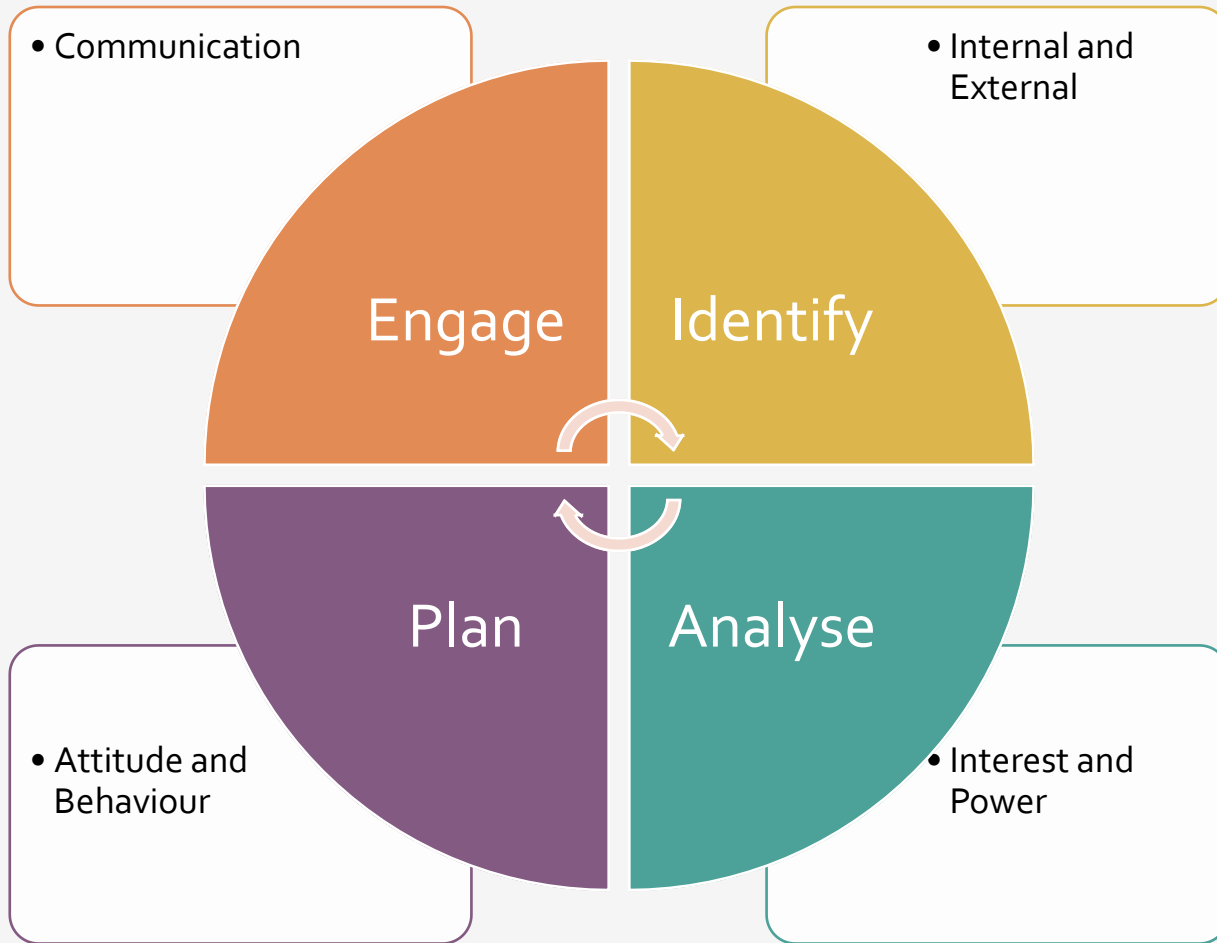 • Communication
• Internal and
External
Engage
Identify
Plan
Analyse
• Attitude and
Behaviour
• Interest and
Power